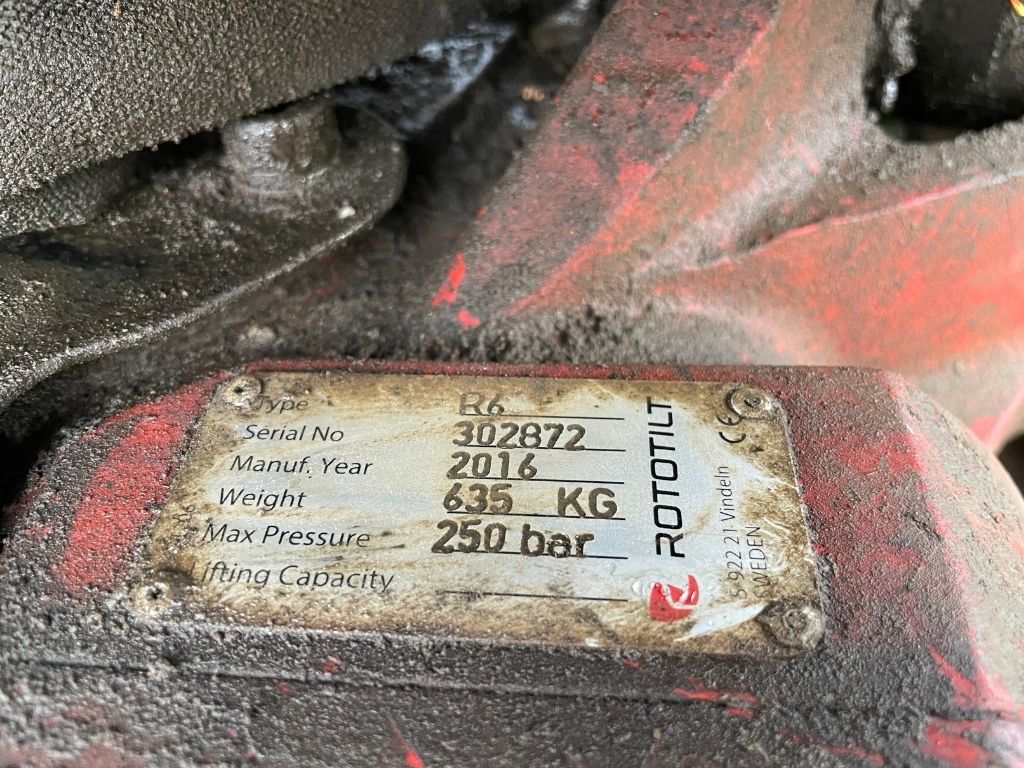 Type R6
Serial No 302872
Manuf. Year 2016
Weight 635 KG
Max Pressure 250 bar
Lifting Capacity
ROTOTILT
CE
S-922 21 Vindeln
SWEDEN